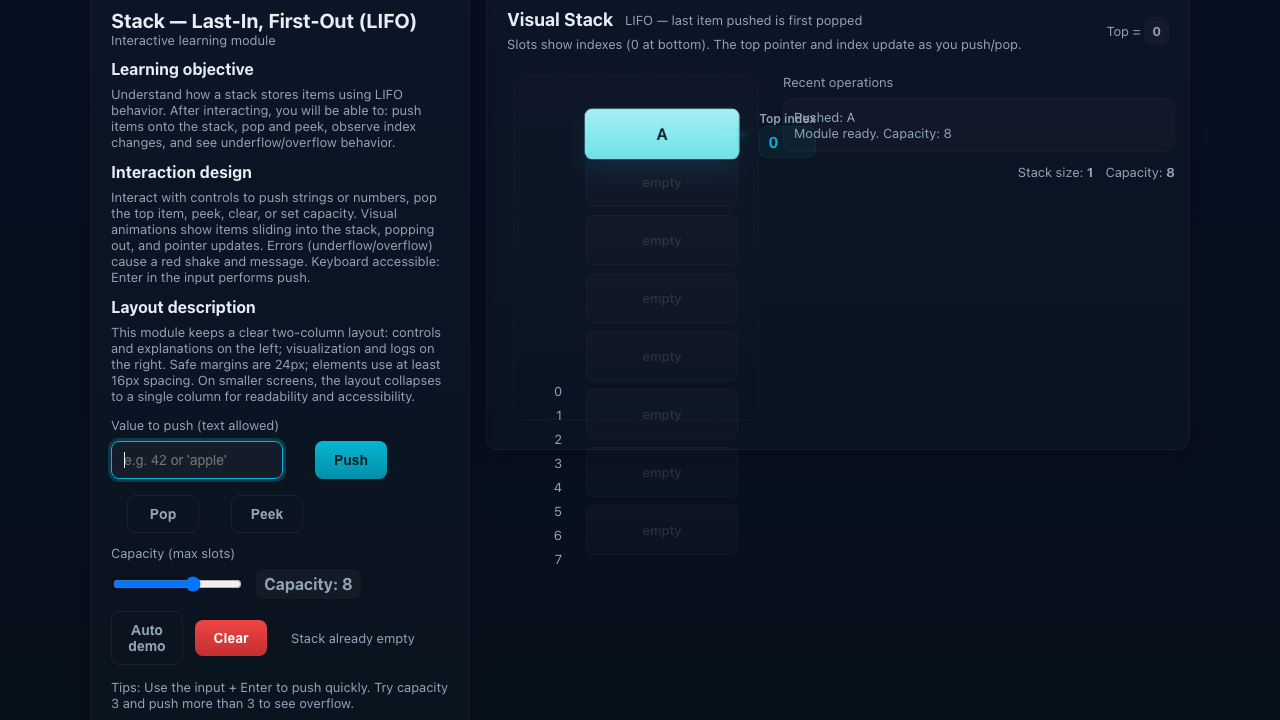 Stack — Last-In, First-Out (LIFO)
Interactive learning module
Learning objective
Understand how a stack stores items using LIFO
behavior. After interacting, you will be able to: push
items onto the stack, pop and peek, observe index
changes, and see underflow/overflow behavior.
Interaction design
Interact with controls to push strings or numbers, pop
the top item, peek, clear, or set capacity. Visual
animations show items sliding into the stack, popping
out, and pointer updates. Errors (underflow/overflow)
cause a red shake and message. Keyboard accessible:
Enter in the input performs push.
Layout description
This module keeps a clear two-column layout: controls
and explanations on the left; visualization and logs on
the right. Safe margins are 24px; elements use at least
16px spacing. On smaller screens, the layout collapses
to a single column for readability and accessibility.
Value to push (text allowed)
e.g. 42 or 'apple'
Push
Pop
Peek
Capacity (max slots)
Capacity: 8
Auto
demo
Clear
Stack already empty
Tips: Use the input + Enter to push quickly. Try capacity
3 and push more than 3 to see overflow.
Visual Stack
LIFO — last item pushed is first popped
Slots show indexes (0 at bottom). The top pointer and index update as you push/pop.
Top = 0
A
empty
empty
empty
empty
empty
empty
empty
0
1
2
3
4
5
6
7
Top index
0
Recent operations
Pushed: A
Module ready. Capacity: 8
Stack size: 1
Capacity: 8